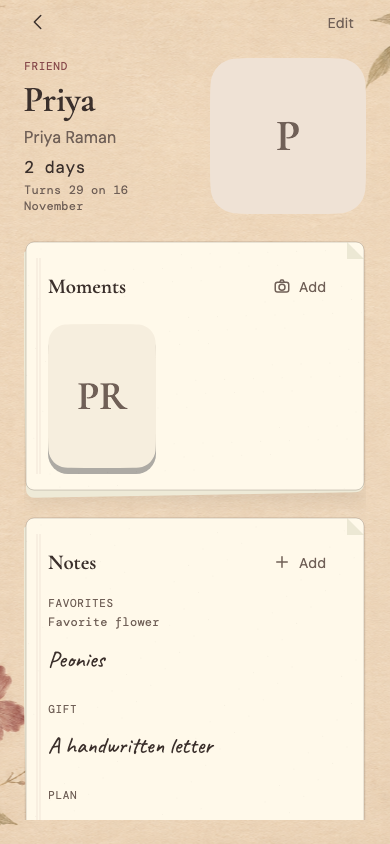 Edit
FRIEND
Priya
Priya Raman
2 days
Turns 29 on 16
November
P
Moments
Add
PR
Notes
Add
FAVORITES
Favorite flower
Peonies
GIFT
A handwritten letter
PLAN